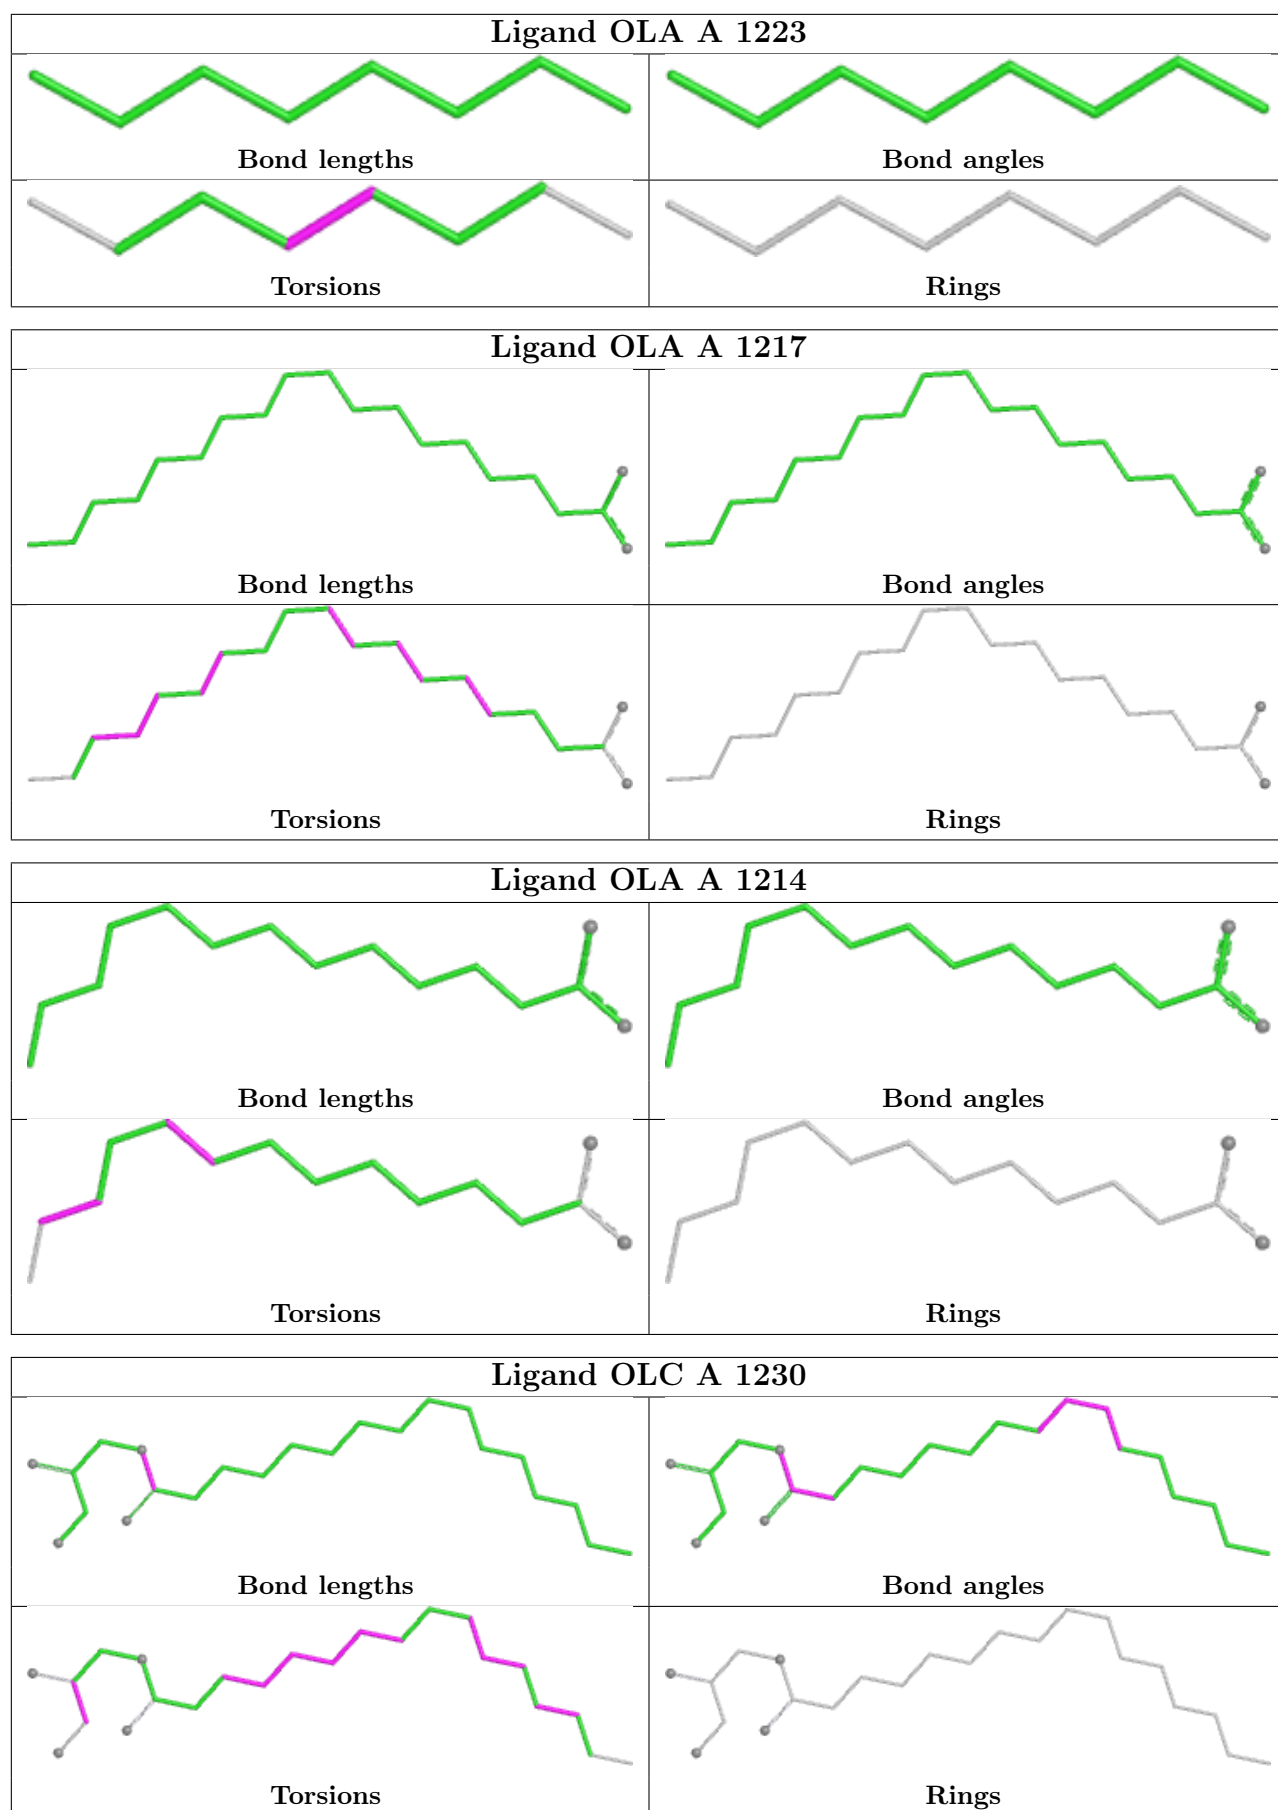 Ligand OLA A 1223
Bond lengths
Bond angles
Torsions
Rings
Ligand OLA A 1217
Bond lengths
Bond angles
Torsions
Rings
Ligand OLA A 1214
Bond lengths
Bond angles
Torsions
Rings
Ligand OLC A 1230
Bond lengths
Bond angles
Torsions
Rings